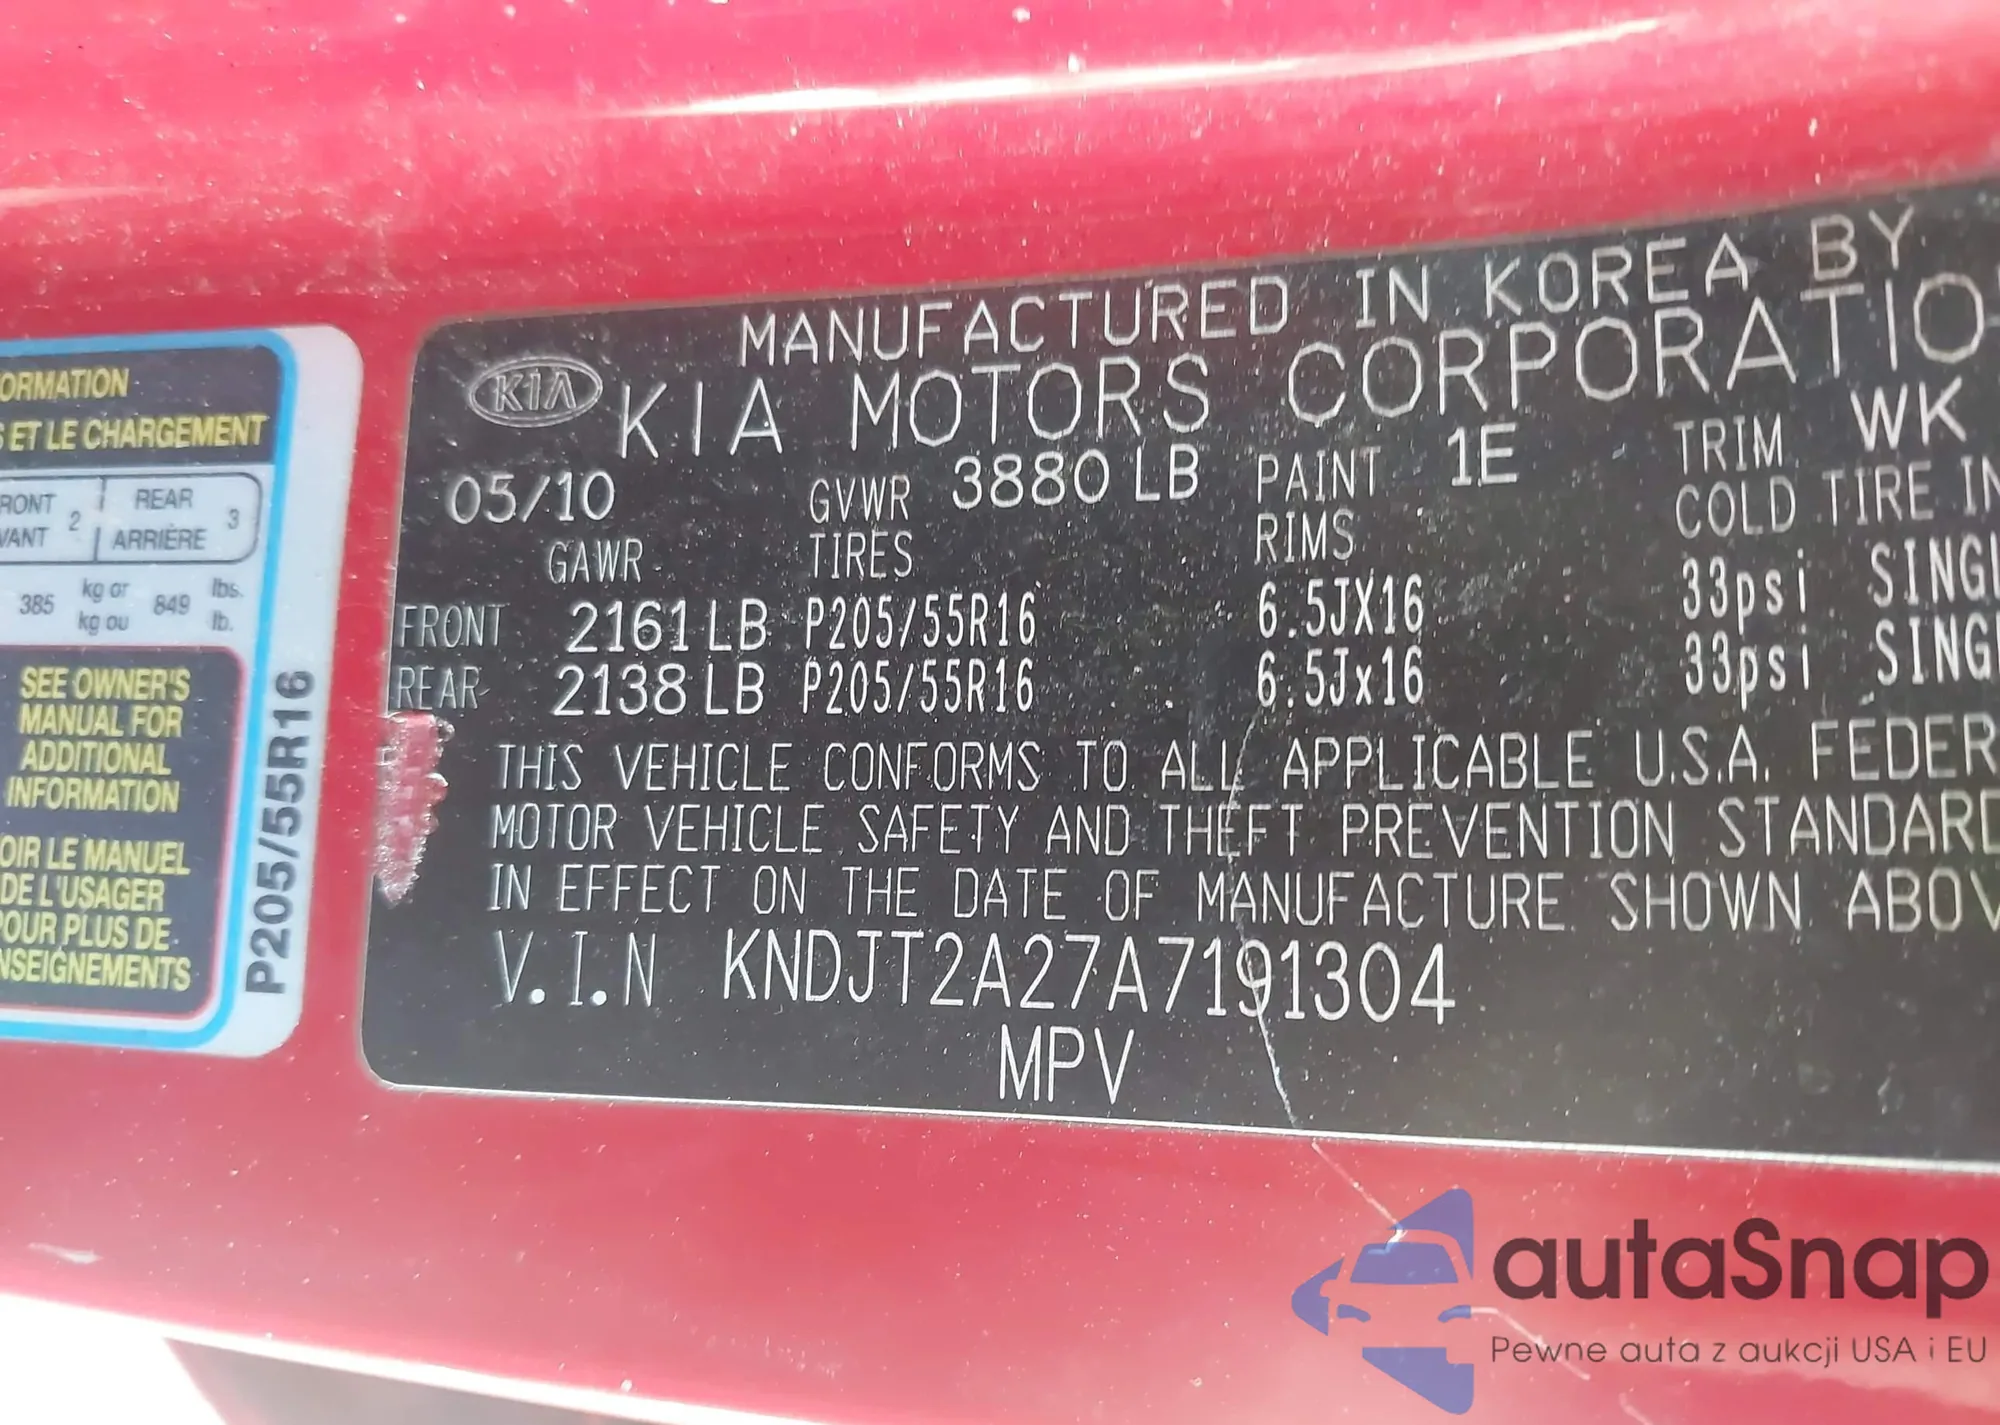 ORMATION
S ET LE CHARGEMENT
RONT 2 REAR 3
VANT ARRIÈRE
385 kg or 849 lbs.
kg ou lb.
SEE OWNER'S
MANUAL FOR
ADDITIONAL
INFORMATION
OIR LE MANUEL
DE L'USAGER
POUR PLUS DE
NSEIGNEMENTS
P205/55R16
MANUFACTURED IN KOREA BY
KIA KIA MOTORS CORPORATIO
05/10 GVWR 3880 LB PAINT 1E TRIM WK
GAWR TIRES RIMS COLD TIRE IN
FRONT 2161 LB P205/55R16 6.5JX16 33psi SINGL
REAR 2138 LB P205/55R16 6.5Jx16 33psi SINGL
THIS VEHICLE CONFORMS TO ALL APPLICABLE U.S.A. FEDER
MOTOR VEHICLE SAFETY AND THEFT PREVENTION STANDARD
IN EFFECT ON THE DATE OF MANUFACTURE SHOWN ABOV
V.I.N KNDJT2A27A7191304
MPV
autaSnap
Pewne auta z aukcji USA i EU